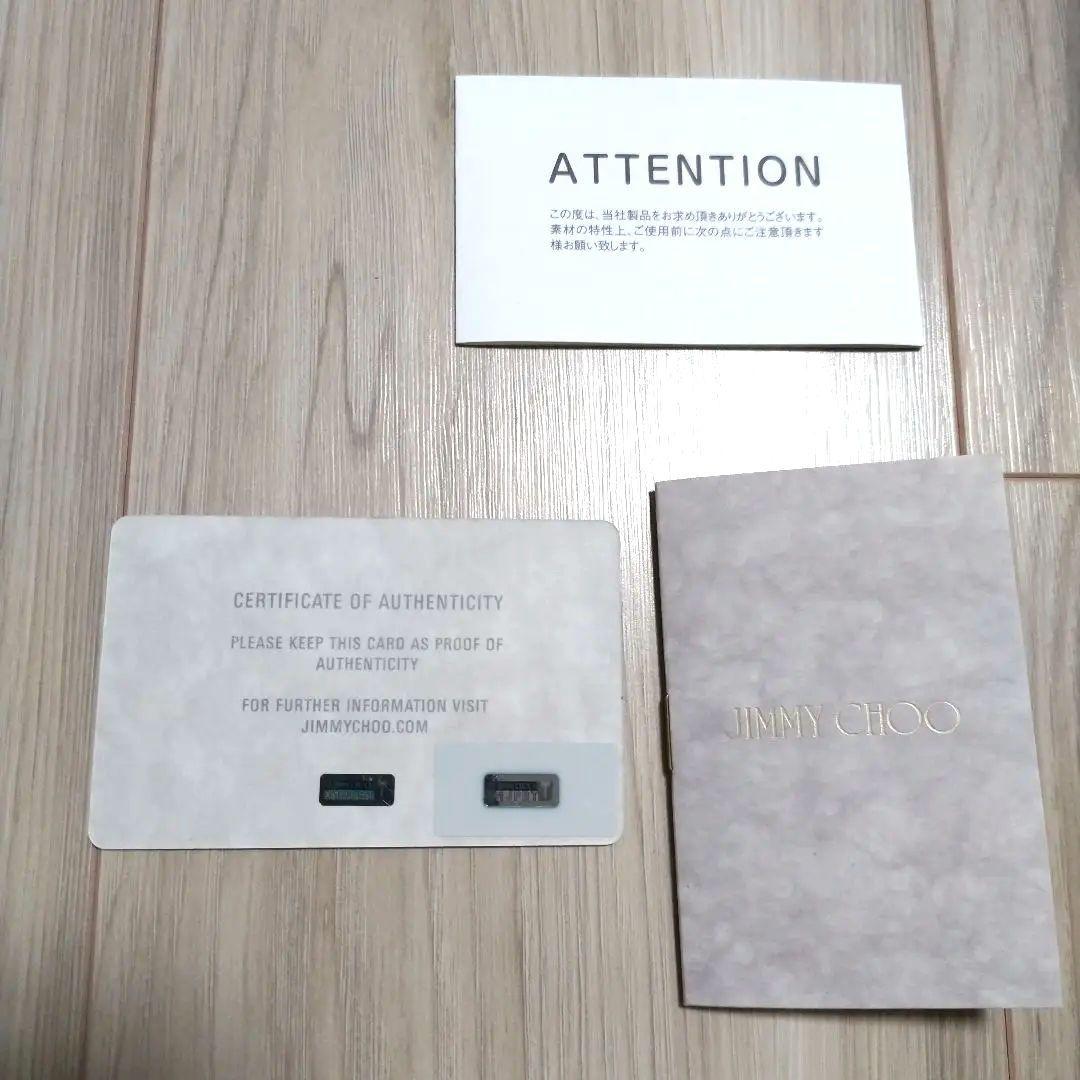 ATTENTION
この度は、当社製品をお求め頂きありがとうございます。
素材の特性上、ご使用前に次の点にご注意頂きます
様お願い致します。
CERTIFICATE OF AUTHENTICITY
PLEASE KEEP THIS CARD AS PROOF OF
AUTHENTICITY
FOR FURTHER INFORMATION VISIT
JIMMYCHOO.COM
JIMMY CHOO